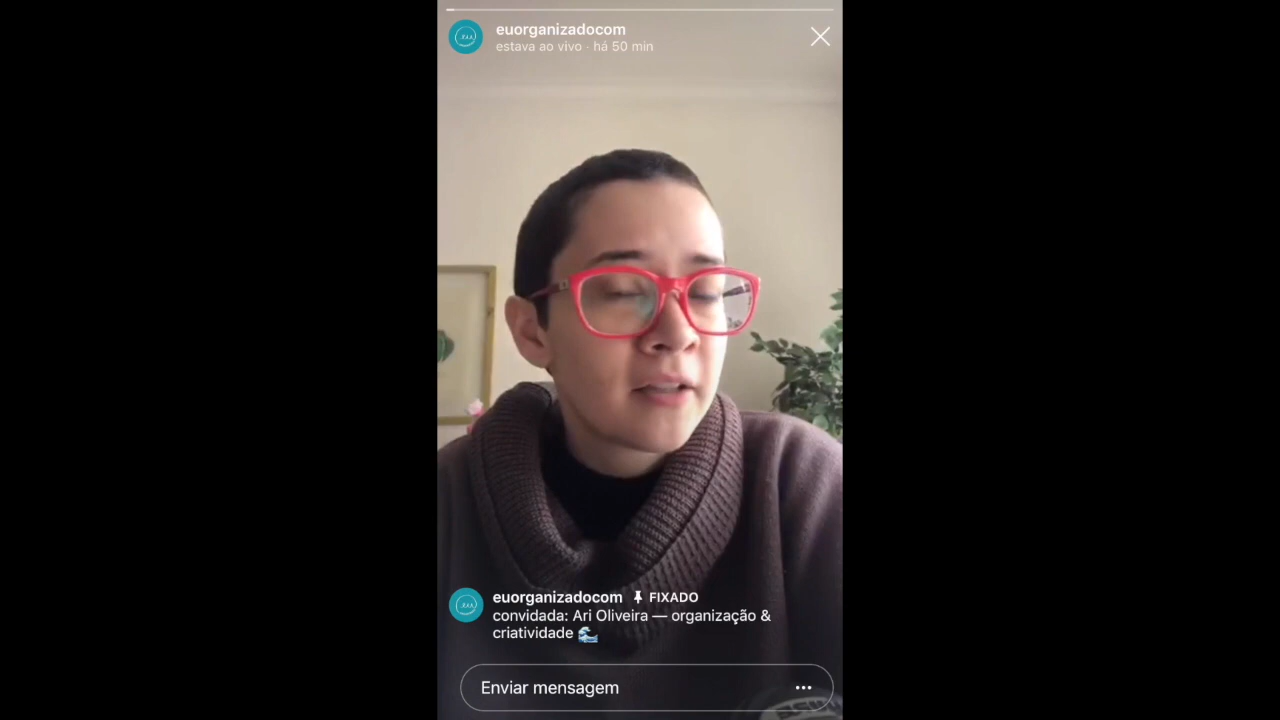 euorganizadocom
estava ao vivo · há 50 min
euorganizadocom FIXADO
convidada: Ari Oliveira — organização &
criatividade 🌊
Enviar mensagem